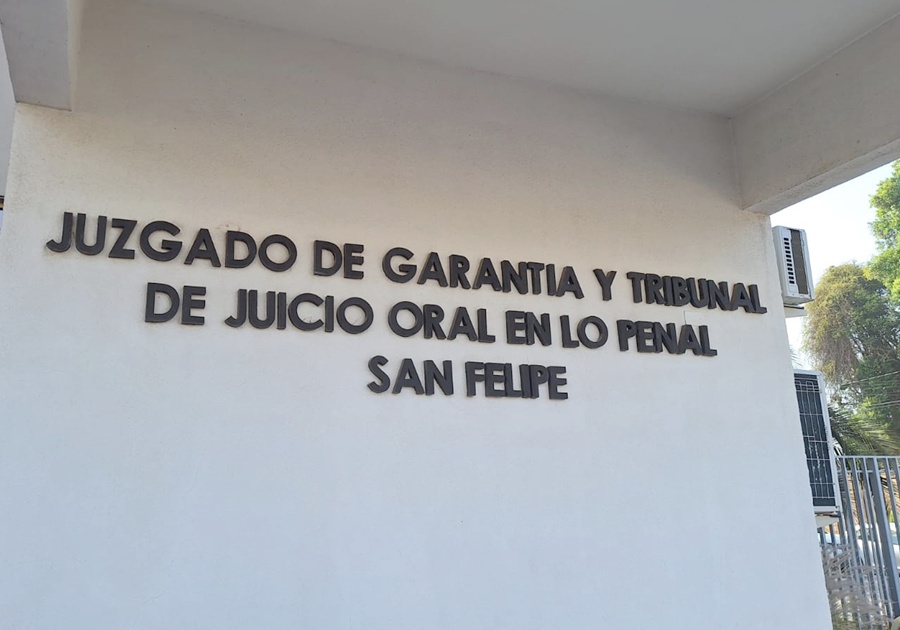 JUZGADO DE GARANTIA Y TRIBUNAL
DE JUICIO ORAL EN LO PENAL
SAN FELIPE